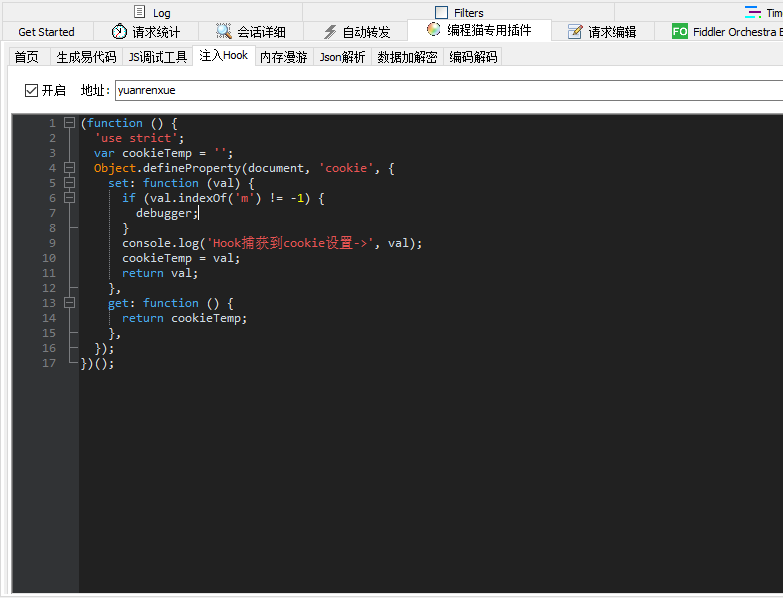 Log Filters Tim
Get Started 请求统计 会话详细 自动转发 编程猫专用插件 请求编辑 FO Fiddler Orchestra B
首页 生成易代码 JS调试工具 注入Hook 内存漫游 Json解析 数据加解密 编码解码
开启 地址: yuanrenxue
1 (function () {
2 'use strict';
3 var cookieTemp = '';
4 Object.defineProperty(document, 'cookie', {
5 set: function (val) {
6 if (val.indexOf('m') != -1) {
7 debugger;
8 }
9 console.log('Hook捕获到cookie设置->', val);
10 cookieTemp = val;
11 return val;
12 },
13 get: function () {
14 return cookieTemp;
15 },
16 });
17 })();